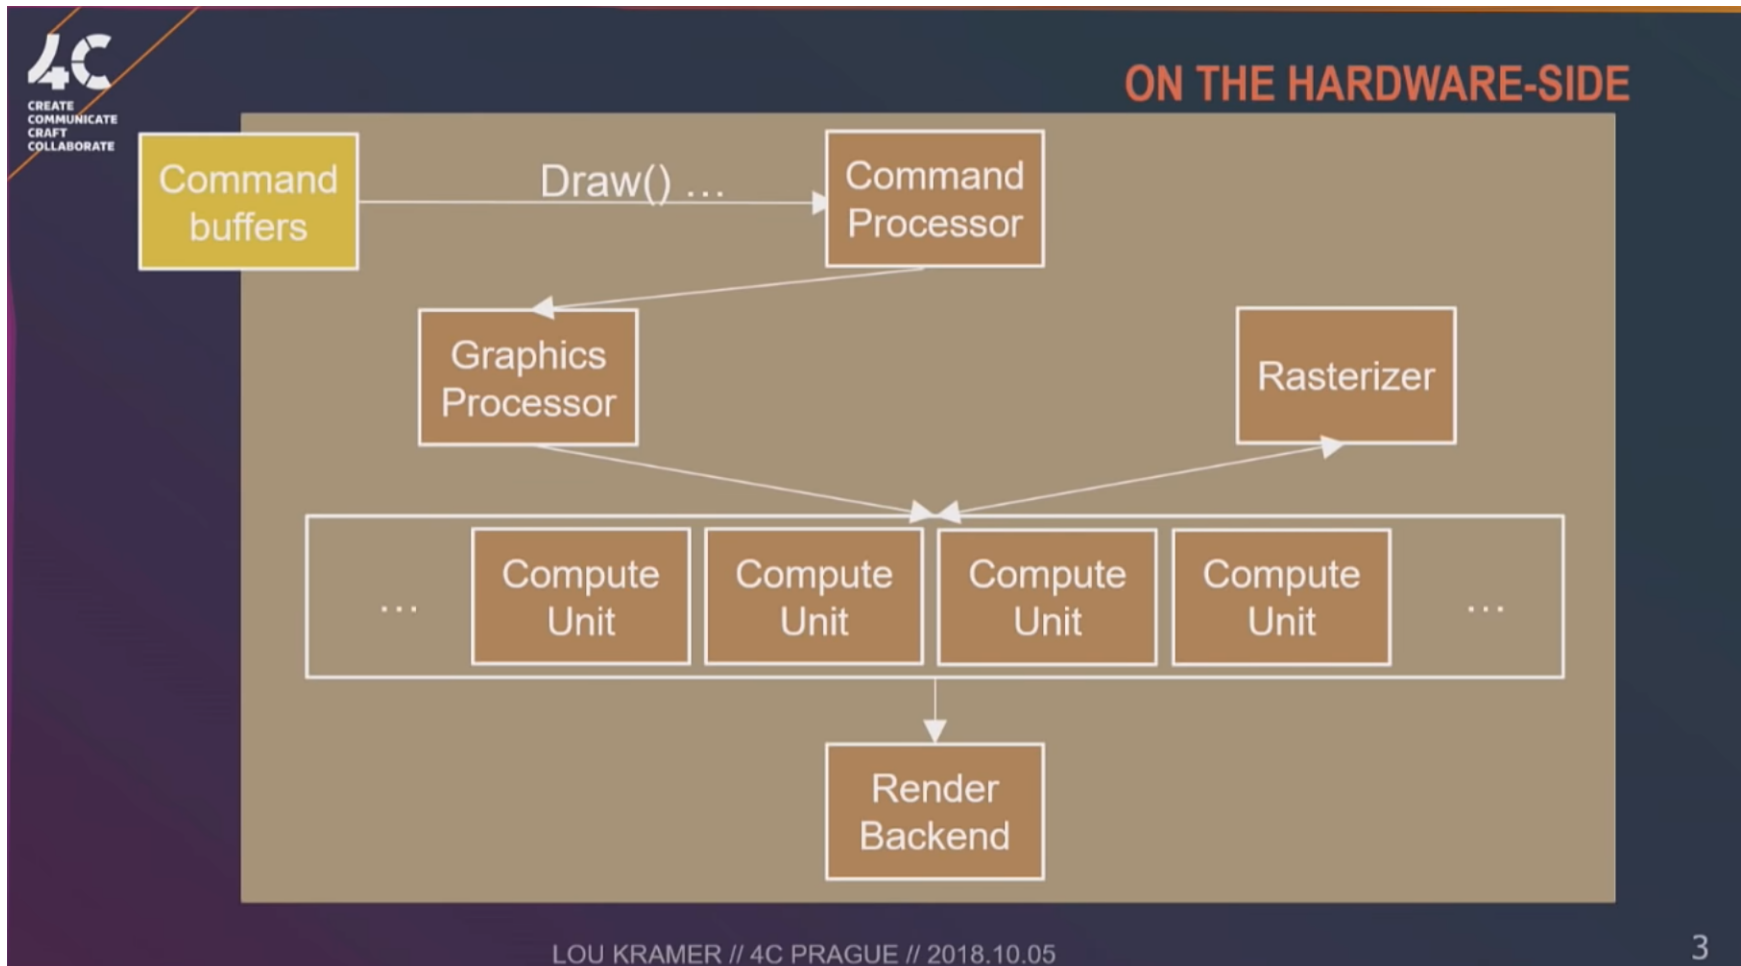 4C
CREATE
COMMUNICATE
CRAFT
COLLABORATE
ON THE HARDWARE-SIDE
Command
buffers
Draw() ...
Command
Processor
Graphics
Processor
Rasterizer
...
Compute
Unit
Compute
Unit
Compute
Unit
Compute
Unit
...
Render
Backend
LOU KRAMER // 4C PRAGUE // 2018.10.05
3